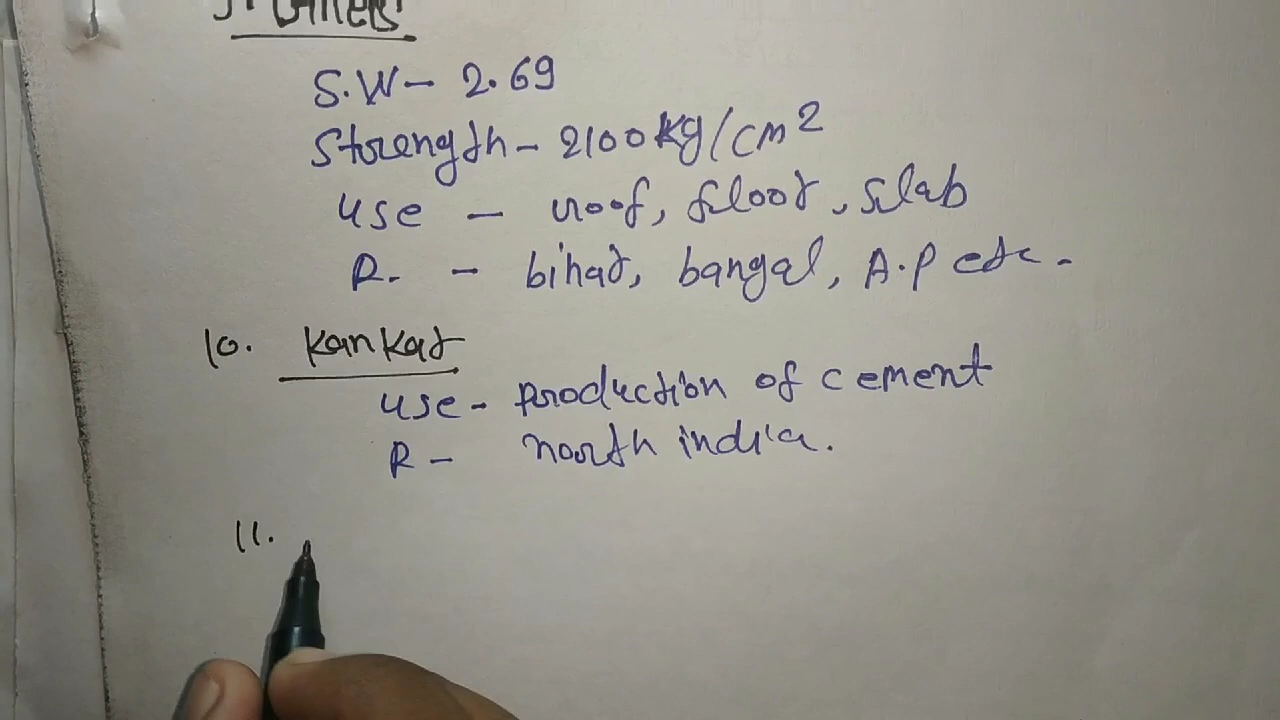 S.W- 2.69
Strength - 2100 kg/cm2
use - roof, floor, slab
R. - bihar, bangal, A.P etc.
10. Kankar
use - production of cement
R - north india.
11.